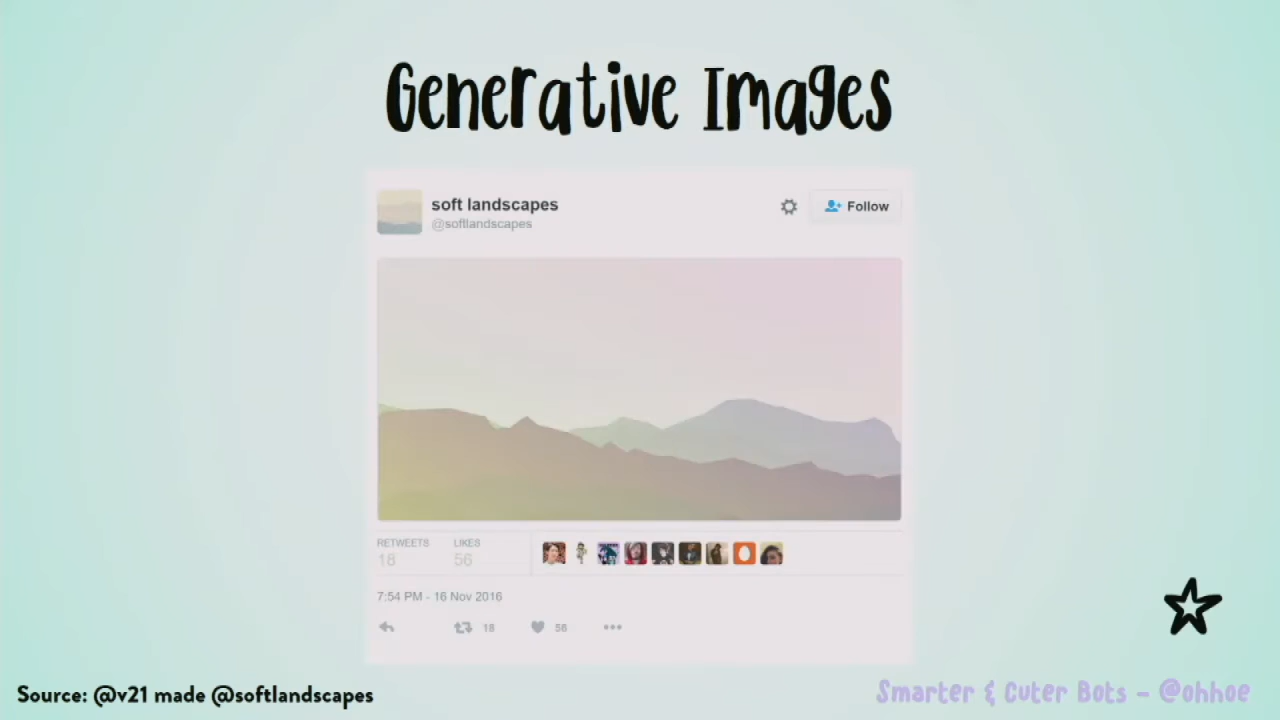 Generative Images
soft landscapes
@softlandscapes
Follow
RETWEETS
18
LIKES
56
7:54 PM - 16 Nov 2016
18
56
Source: @v21 made @softlandscapes
Smarter & Cuter Bots - @ohhoe